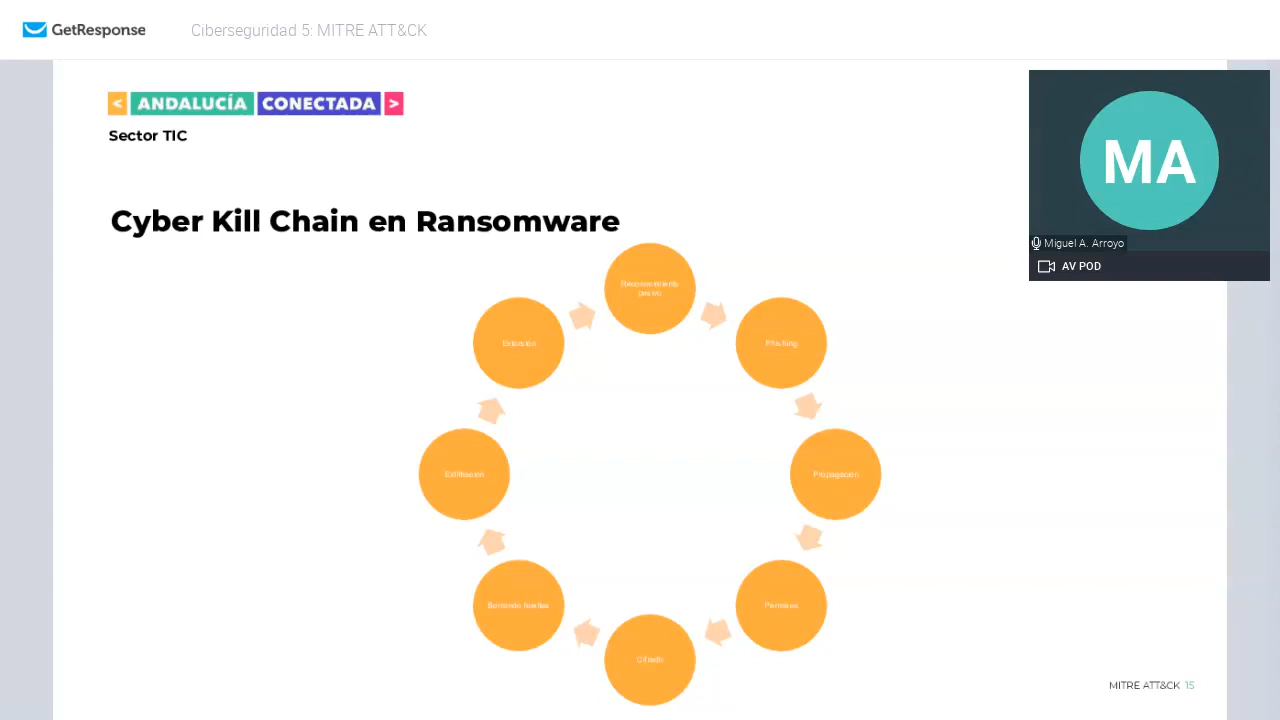 GetResponse
Ciberseguridad 5: MITRE ATT&CK
< ANDALUCÍA CONECTADA >
Sector TIC
MA
Miguel A. Arroyo
AV POD
Cyber Kill Chain en Ransomware
Phishing
Propagación
Permisos
Cifrado
Borrando huellas
Exfiltración
Extorsión
MITRE ATT&CK 15